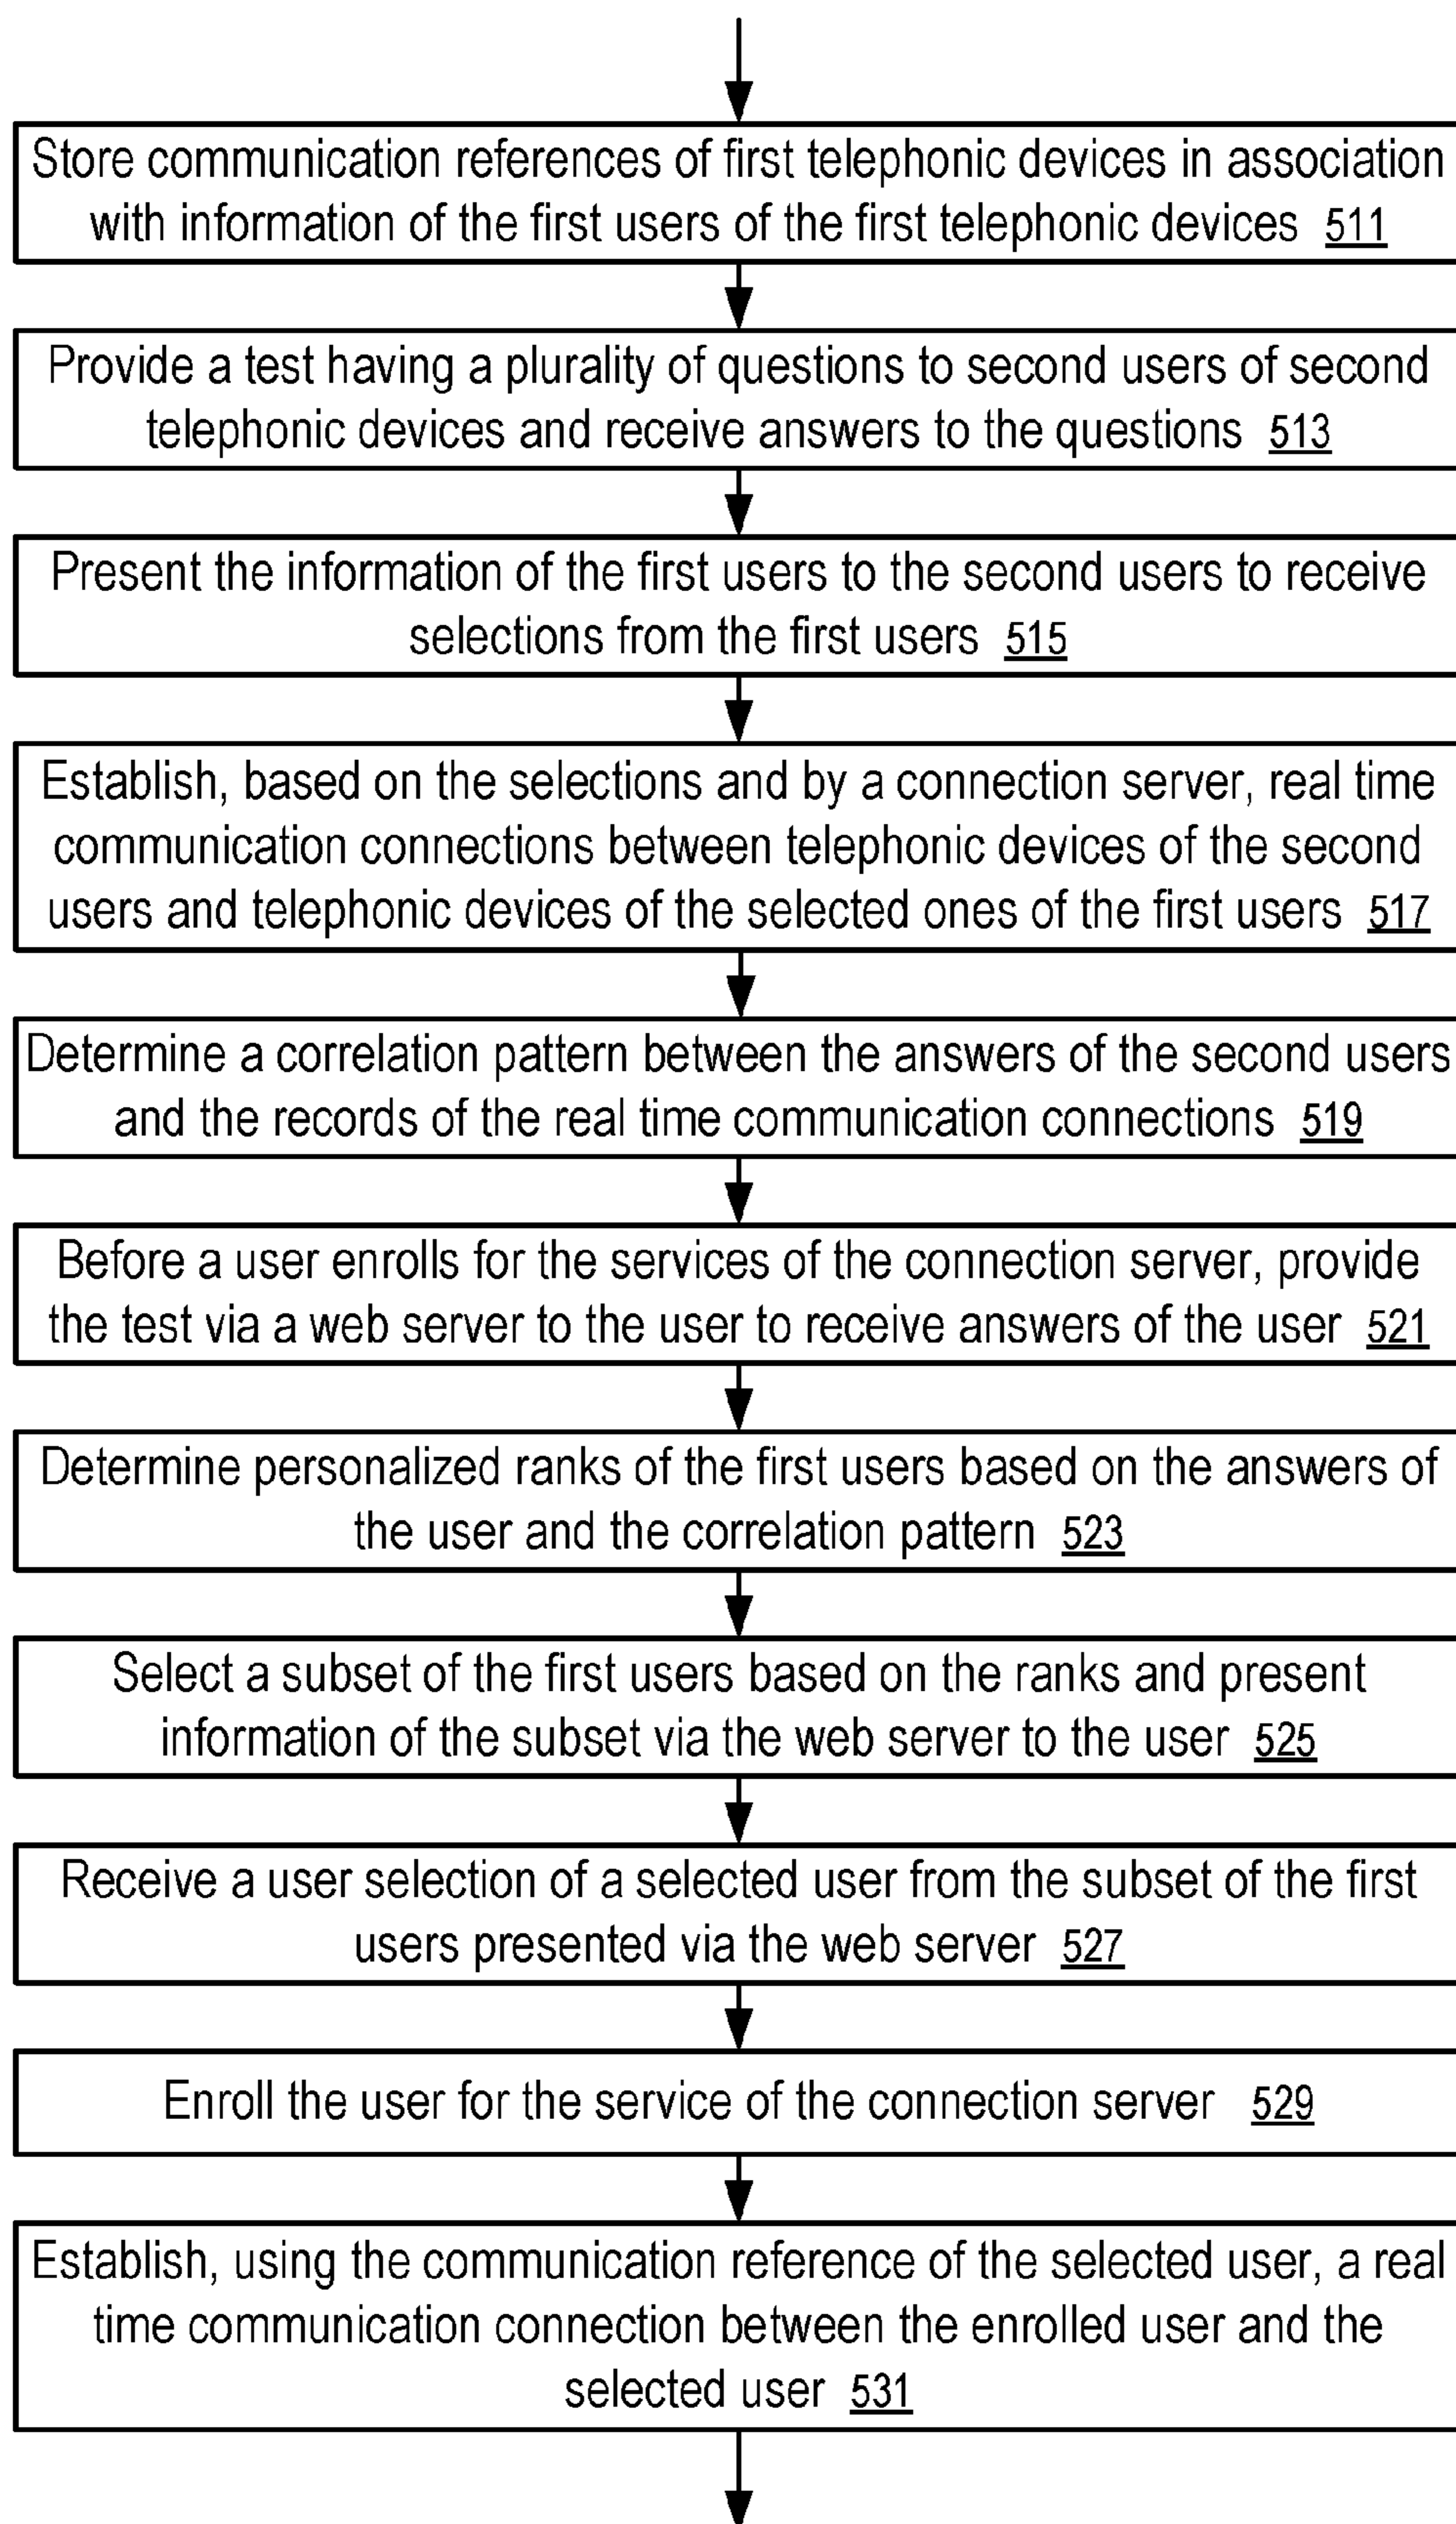 Store communication references of first telephonic devices in association
with information of the first users of the first telephonic devices 511
Provide a test having a plurality of questions to second users of second
telephonic devices and receive answers to the questions 513
Present the information of the first users to the second users to receive
selections from the first users 515
Establish, based on the selections and by a connection server, real time
communication connections between telephonic devices of the second
users and telephonic devices of the selected ones of the first users 517
Determine a correlation pattern between the answers of the second users
and the records of the real time communication connections 519
Before a user enrolls for the services of the connection server, provide
the test via a web server to the user to receive answers of the user 521
Determine personalized ranks of the first users based on the answers of
the user and the correlation pattern 523
Select a subset of the first users based on the ranks and present
information of the subset via the web server to the user 525
Receive a user selection of a selected user from the subset of the first
users presented via the web server 527
Enroll the user for the service of the connection server 529
Establish, using the communication reference of the selected user, a real
time communication connection between the enrolled user and the
selected user 531